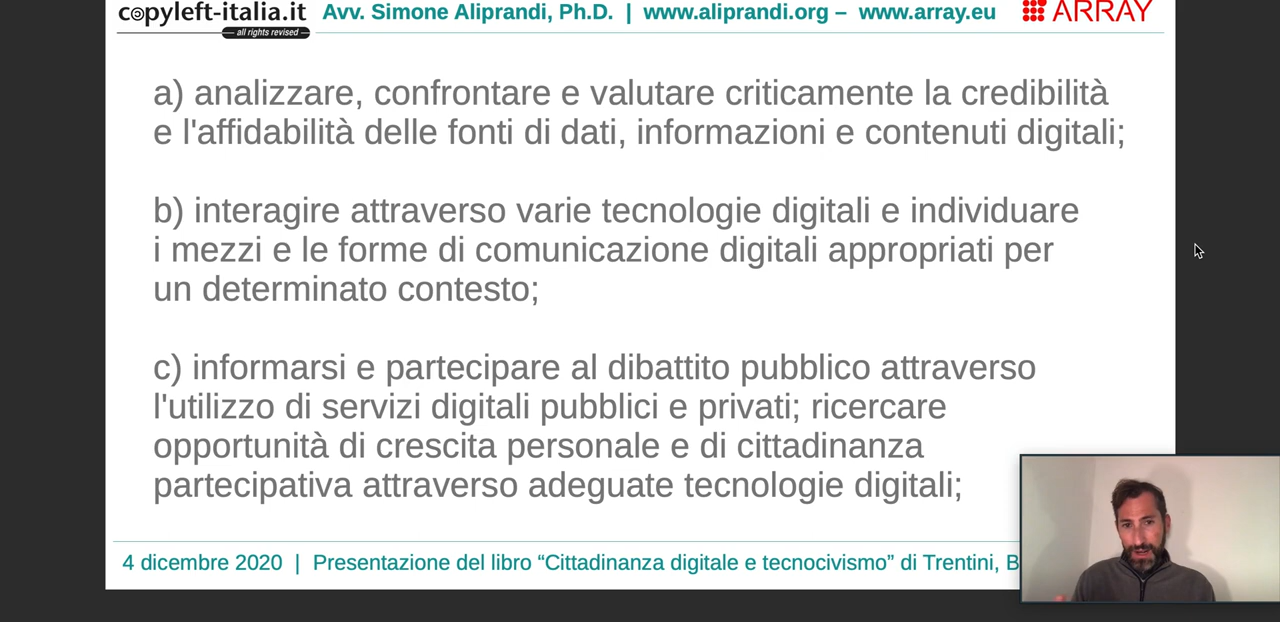 copyleft-italia.it
all rights revised
Avv. Simone Aliprandi, Ph.D. | www.aliprandi.org – www.array.eu
ARRAY
a) analizzare, confrontare e valutare criticamente la credibilità
e l'affidabilità delle fonti di dati, informazioni e contenuti digitali;
b) interagire attraverso varie tecnologie digitali e individuare
i mezzi e le forme di comunicazione digitali appropriati per
un determinato contesto;
c) informarsi e partecipare al dibattito pubblico attraverso
l'utilizzo di servizi digitali pubblici e privati; ricercare
opportunità di crescita personale e di cittadinanza
partecipativa attraverso adeguate tecnologie digitali;
4 dicembre 2020 | Presentazione del libro “Cittadinanza digitale e tecnocivismo” di Trentini, B